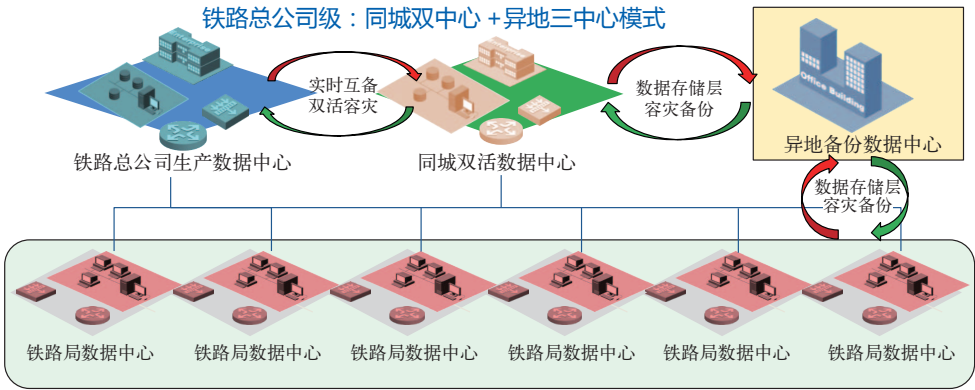 铁路总公司级：同城双中心 +异地三中心模式
Enterprise
实时互备
双活容灾
数据存储层
容灾备份
Office Building
铁路总公司生产数据中心
同城双活数据中心
异地备份数据中心
数据存储层
容灾备份
铁路局数据中心
铁路局数据中心
铁路局数据中心
铁路局数据中心
铁路局数据中心
铁路局数据中心